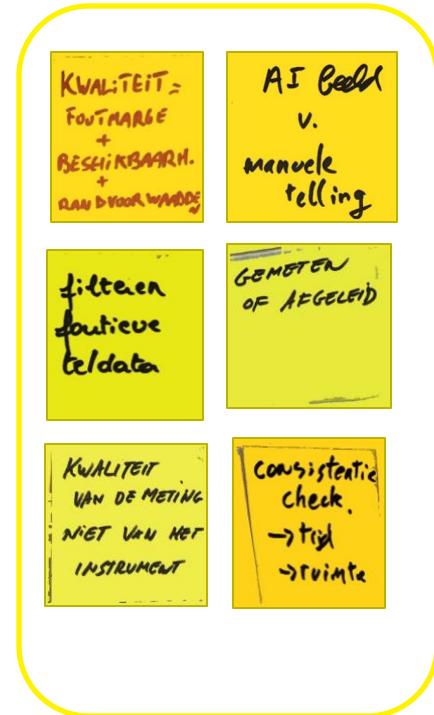 KWALiTEiT =
FOUTMARGE
+
BESCHiKBAARH.
+
RANDVOORWAARDE
AI beeld
v.
manuele
telling
filteren
foutieve
teldata
GEMETEN
OF AFGELEID
KWALITEIT
VAN DE METING
NIET VAN HET
INSTRUMENT
consistentie
check.
→ tijd
→ ruimte